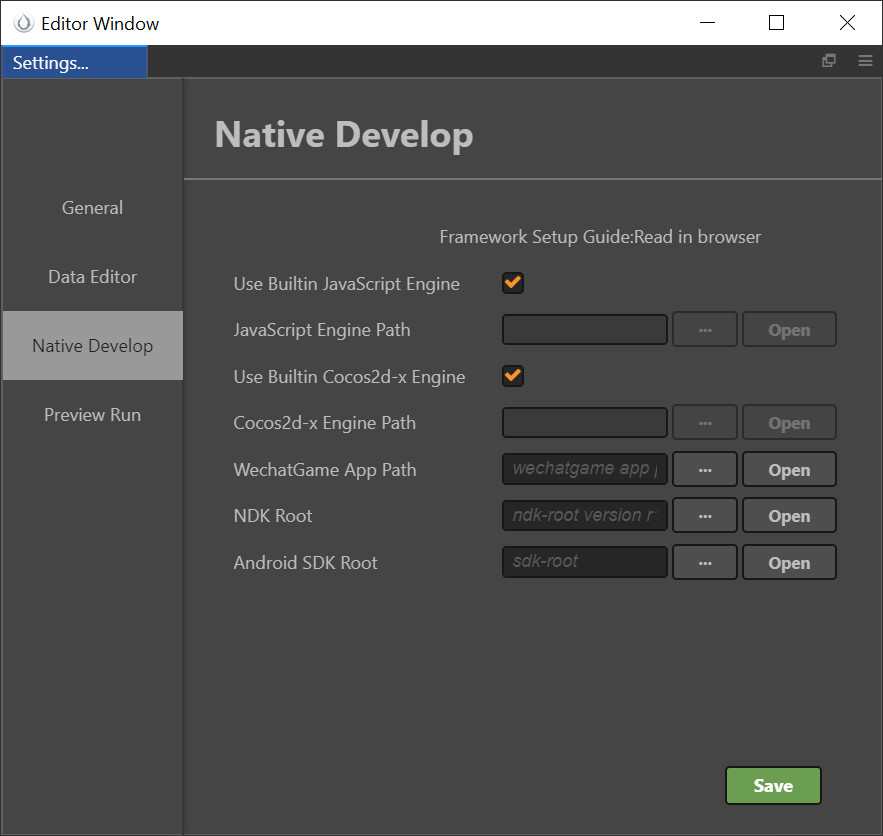 Editor Window
Settings...
Native Develop
General
Data Editor
Native Develop
Preview Run
Framework Setup Guide:Read in browser
Use Builtin JavaScript Engine
JavaScript Engine Path ... Open
Use Builtin Cocos2d-x Engine
Cocos2d-x Engine Path ... Open
WechatGame App Path wechatgame app ... Open
NDK Root ndk-root version ... Open
Android SDK Root sdk-root ... Open
Save